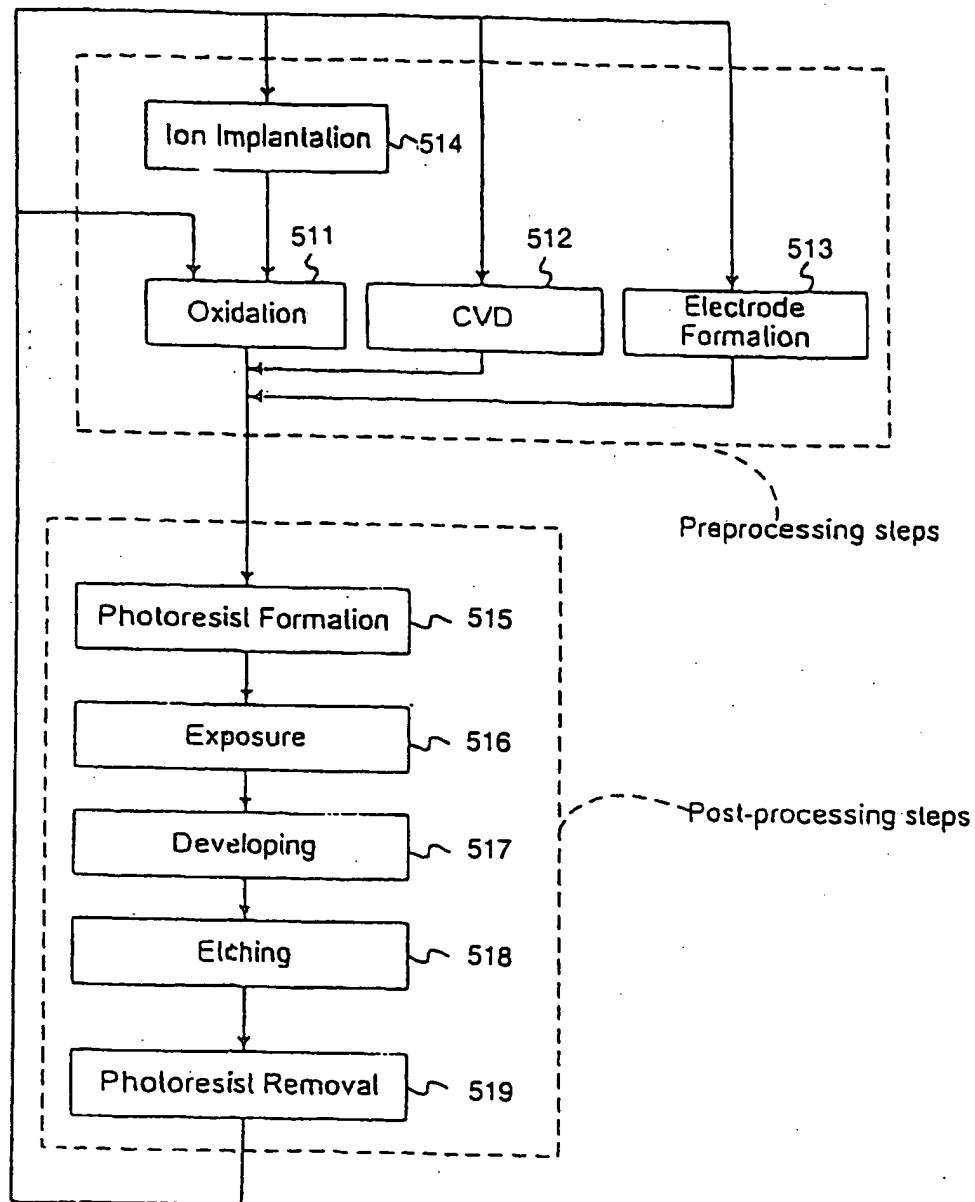 Ion Implantation
514
511
512
513
Oxidation
CVD
Electrode
Formation
Preprocessing steps
Photoresist Formation
515
Exposure
516
Post-processing steps
Developing
517
Etching
518
Photoresist Removal
519